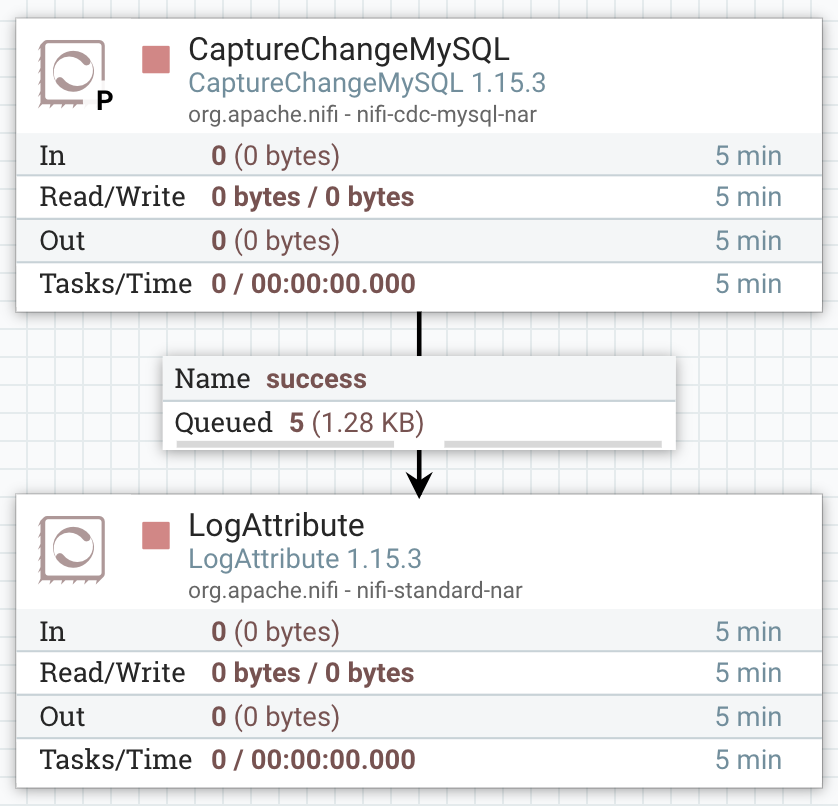 P
CaptureChangeMySQL
CaptureChangeMySQL 1.15.3
org.apache.nifi - nifi-cdc-mysql-nar
In 0 (0 bytes) 5 min
Read/Write 0 bytes / 0 bytes 5 min
Out 0 (0 bytes) 5 min
Tasks/Time 0 / 00:00:00.000 5 min
Name success
Queued 5 (1.28 KB)
LogAttribute
LogAttribute 1.15.3
org.apache.nifi - nifi-standard-nar
In 0 (0 bytes) 5 min
Read/Write 0 bytes / 0 bytes 5 min
Out 0 (0 bytes) 5 min
Tasks/Time 0 / 00:00:00.000 5 min